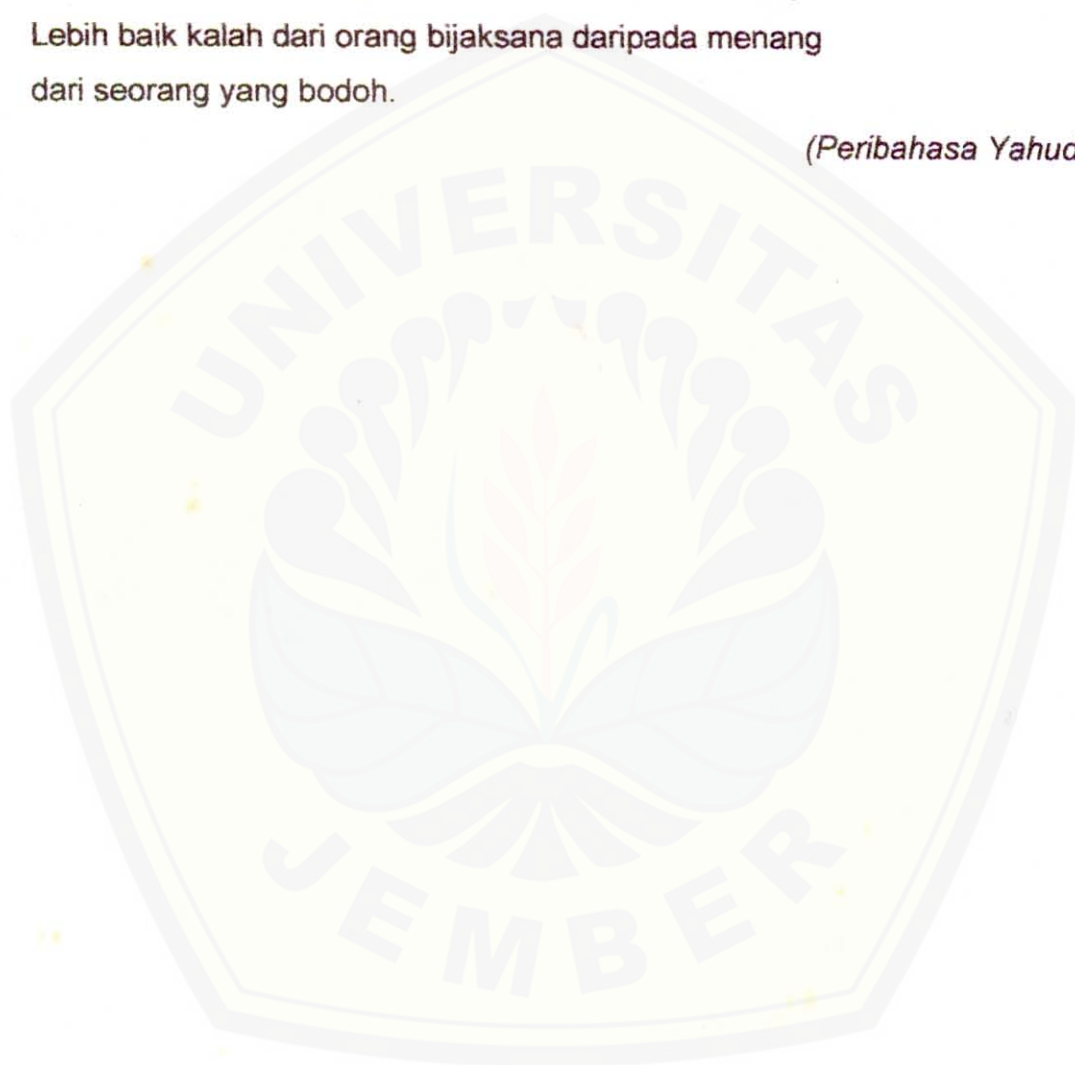 Lebih baik kalah dari orang bijaksana daripada menang
dari seorang yang bodoh.
(Peribahasa Yahud
UNIVERSITAS
JEMBER